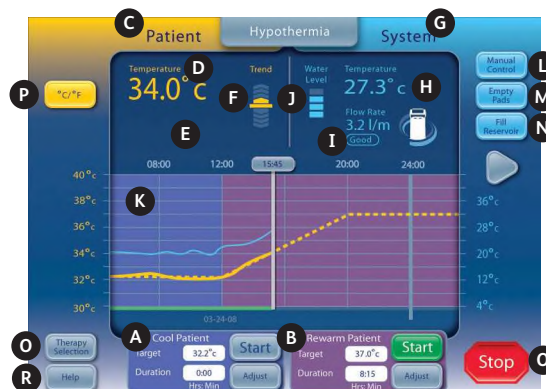 C
G
Hypothermia
Patient
System
Temperature D
Trend
Water
Level
Temperature
Manual
Control
L
34.0°c
27.3°c
H
P
°C/°F
F
J
Empty
Pads
M
Flow Rate
3.2 l/m
E
I
Good
Fill
Reservoir
N
08:00
12:00
15:45
20:00
24:00
40°c
K
36°c
38°c
28°c
36°c
34°c
20°c
32°c
12°c
30°c
4°c
03-24-08
A
Cool Patient
B
Rewarm Patient
O
Therapy
Selection
Target
32.2°c
Start
Target
37.0°c
Start
Stop
R
Help
Duration
0:00
Adjust
Duration
8:15
Adjust
Hrs: Min
Hrs: Min